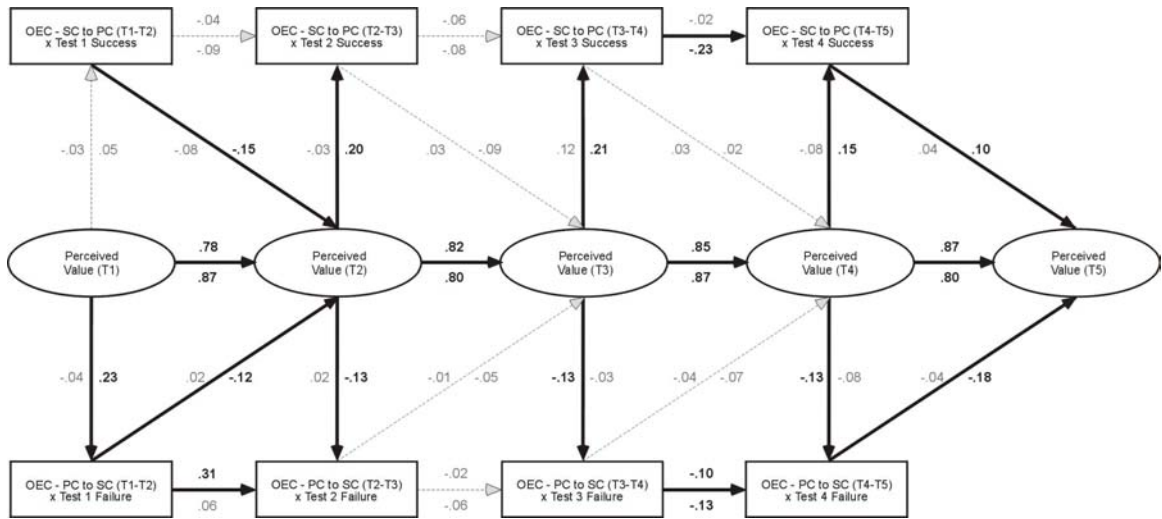 OEC - SC to PC (T1-T2)
x Test 1 Success
-.04
-.09
OEC - SC to PC (T2-T3)
x Test 2 Success
-.06
-.08
OEC - SC to PC (T3-T4)
x Test 3 Success
-.02
-.23
OEC - SC to PC (T4-T5)
x Test 4 Success
-.03 .05 -.08 -.15 -.03 .20 .03 -.09 .12 .21 .03 .02 -.08 .15 .04 .10
Perceived
Value (T1)
.78
.87
Perceived
Value (T2)
.82
.80
Perceived
Value (T3)
.85
.87
Perceived
Value (T4)
.87
.80
Perceived
Value (T5)
-.04 .23 .02 -.12 .02 -.13 -.01 -.05 -.13 -.03 -.04 -.07 -.13 -.08 -.04 -.18
OEC - PC to SC (T1-T2)
x Test 1 Failure
.31
.06
OEC - PC to SC (T2-T3)
x Test 2 Failure
-.02
-.06
OEC - PC to SC (T3-T4)
x Test 3 Failure
-.10
-.13
OEC - PC to SC (T4-T5)
x Test 4 Failure